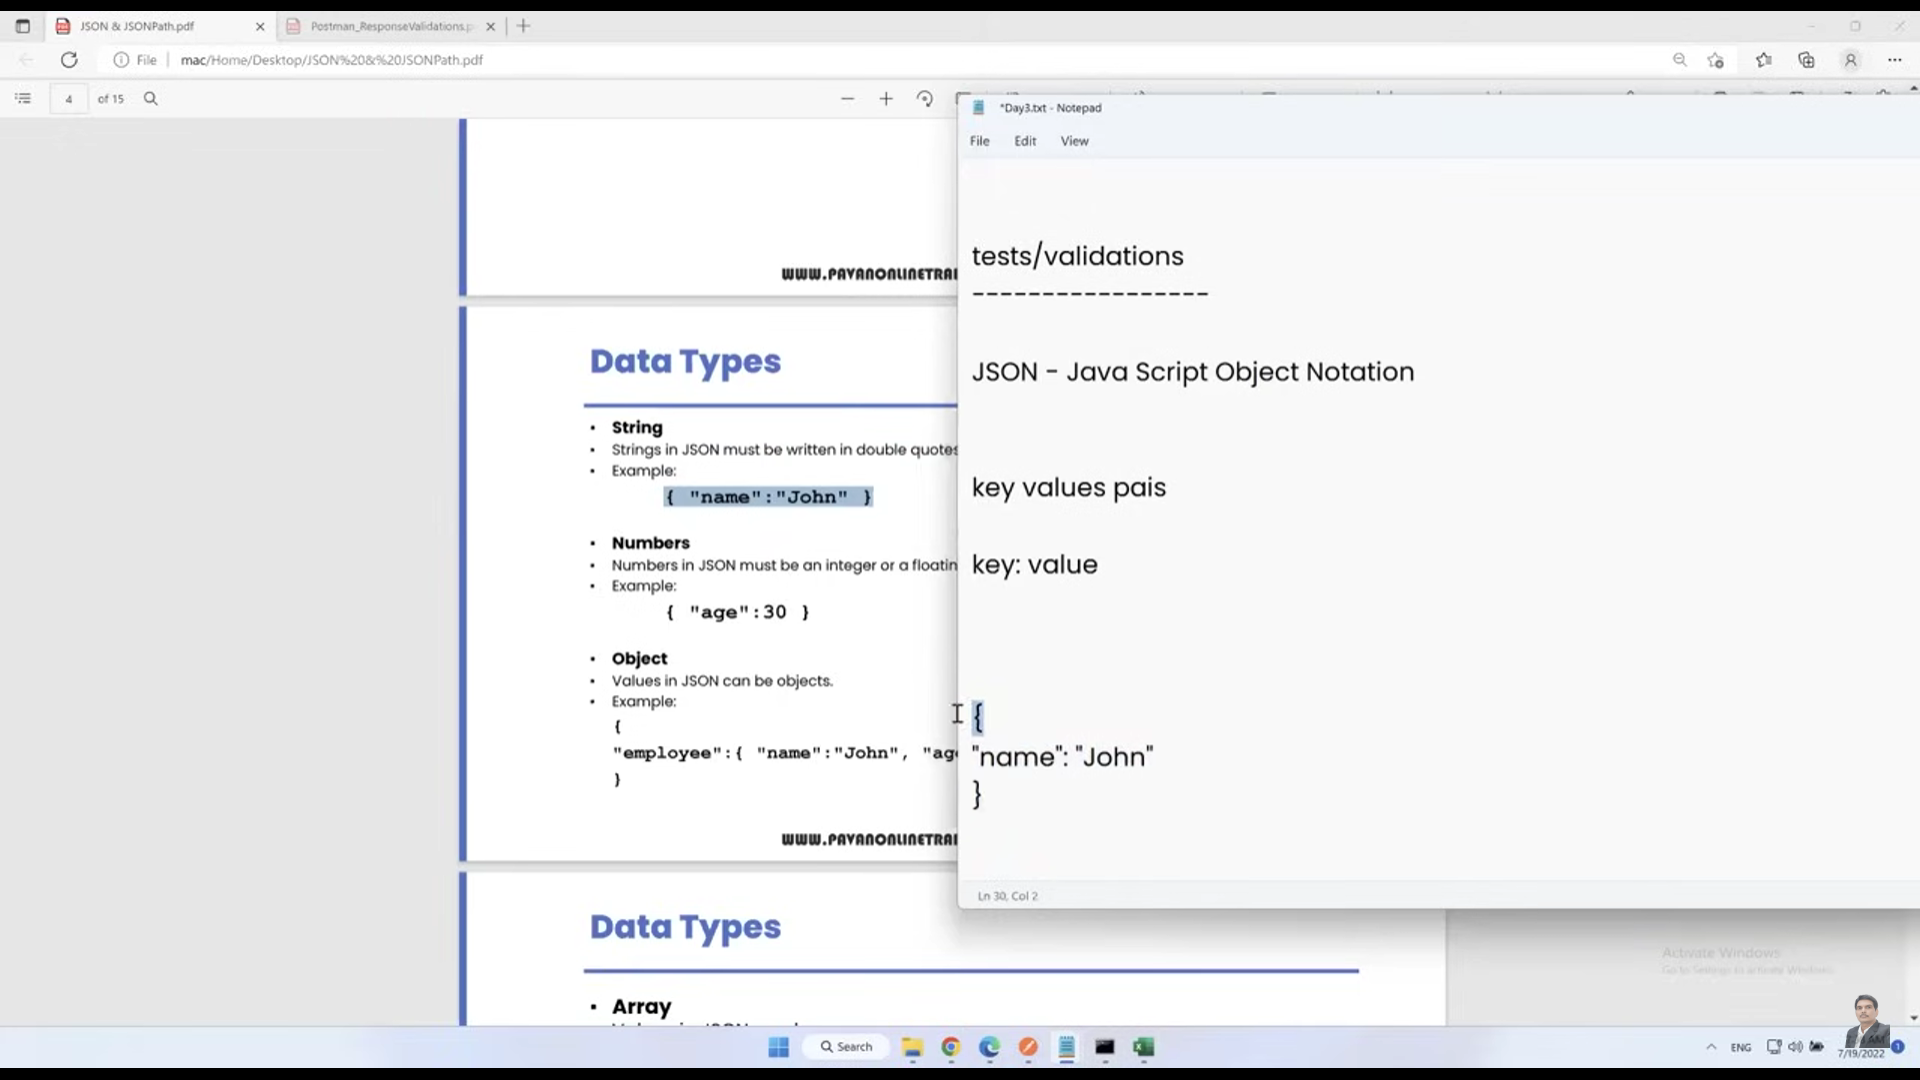 JSON & JSONPath.pdf
Postman_ResponseValidations.p
File
mac/Home/Desktop/JSON%20&%20JSONPath.pdf
4 of 15
WWW.PAVANONLINETRAI
Data Types
• String
• Strings in JSON must be written in double quotes
• Example:
{ "name":"John" }
• Numbers
• Numbers in JSON must be an integer or a floatin
• Example:
{ "age":30 }
• Object
• Values in JSON can be objects.
• Example:
{
"employee":{ "name":"John", "ag
}
WWW.PAVANONLINETRAI
Data Types
• Array
*Day3.txt - Notepad
File Edit View
tests/validations
-----------------
JSON - Java Script Object Notation
key values pais
key: value
{
"name": "John"
}
Ln 30, Col 2
Activate Windows
Go to Settings to activate Windows.
Search
ENG
7/19/2022
1